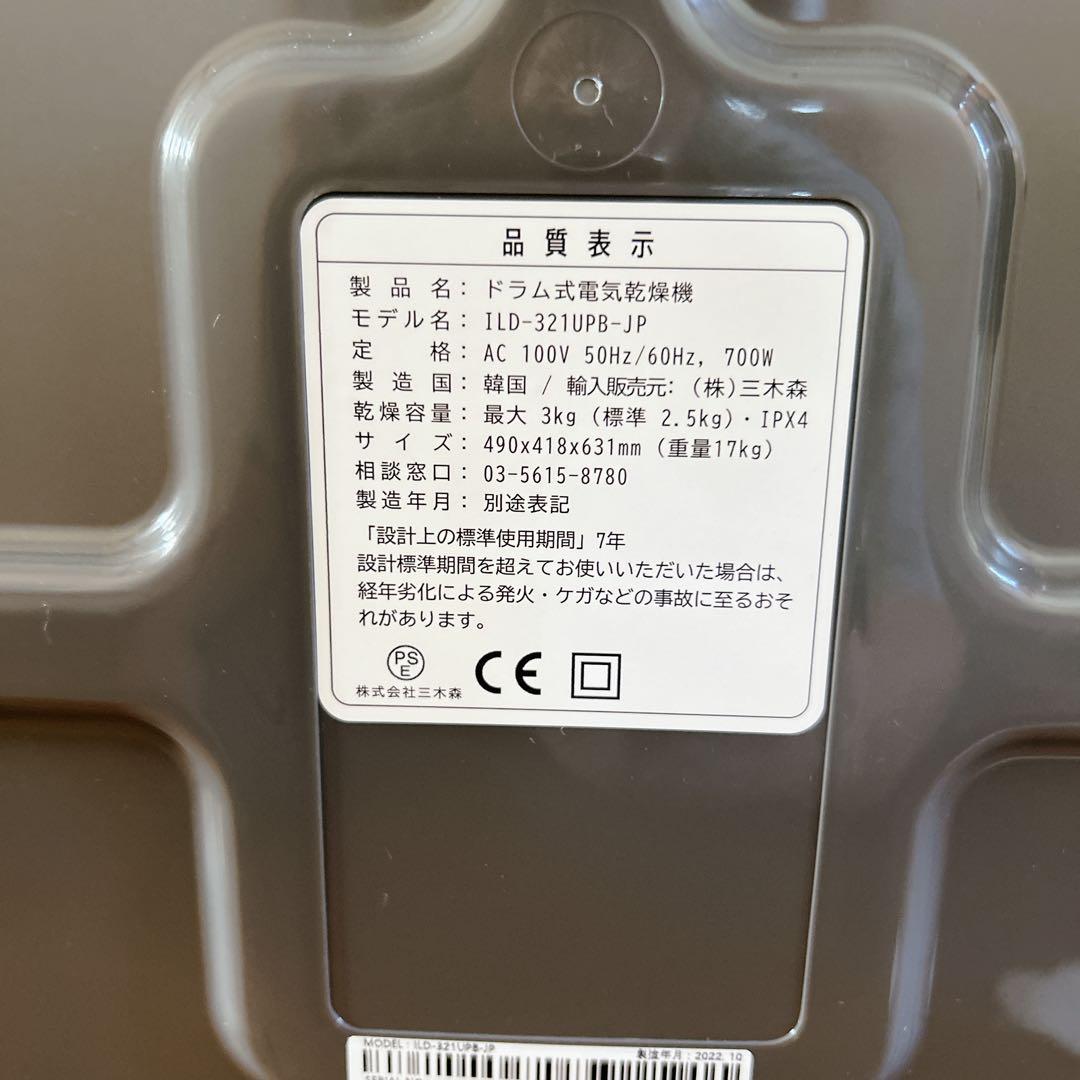 品質表示
製品名：ドラム式電気乾燥機
モデル名：ILD-321UPB-JP
定格：AC 100V 50Hz/60Hz, 700W
製造国：韓国 / 輸入販売元：(株)三木森
乾燥容量：最大 3kg (標準 2.5kg)・IPX4
サイズ：490x418x631mm (重量17kg)
相談窓口：03-5615-8780
製造年月：別途表記
「設計上の標準使用期間」7年
設計標準期間を超えてお使いいただいた場合は、
経年劣化による発火・ケガなどの事故に至るおそ
れがあります。
PS
E
株式会社三木森
CE
MODEL : ILD-321UPB-JP 製造年月 : 2022. 10